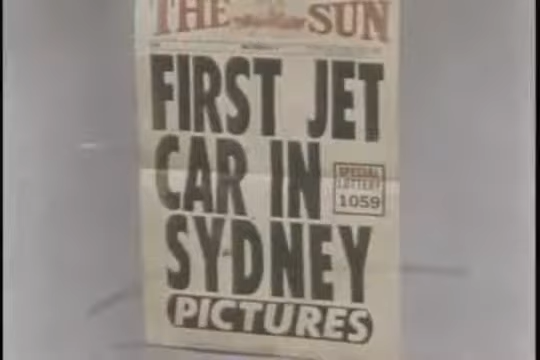 THE SUN
FIRST JET
CAR IN
SPECIAL
LOTTERY
1059
SYDNEY
PICTURES